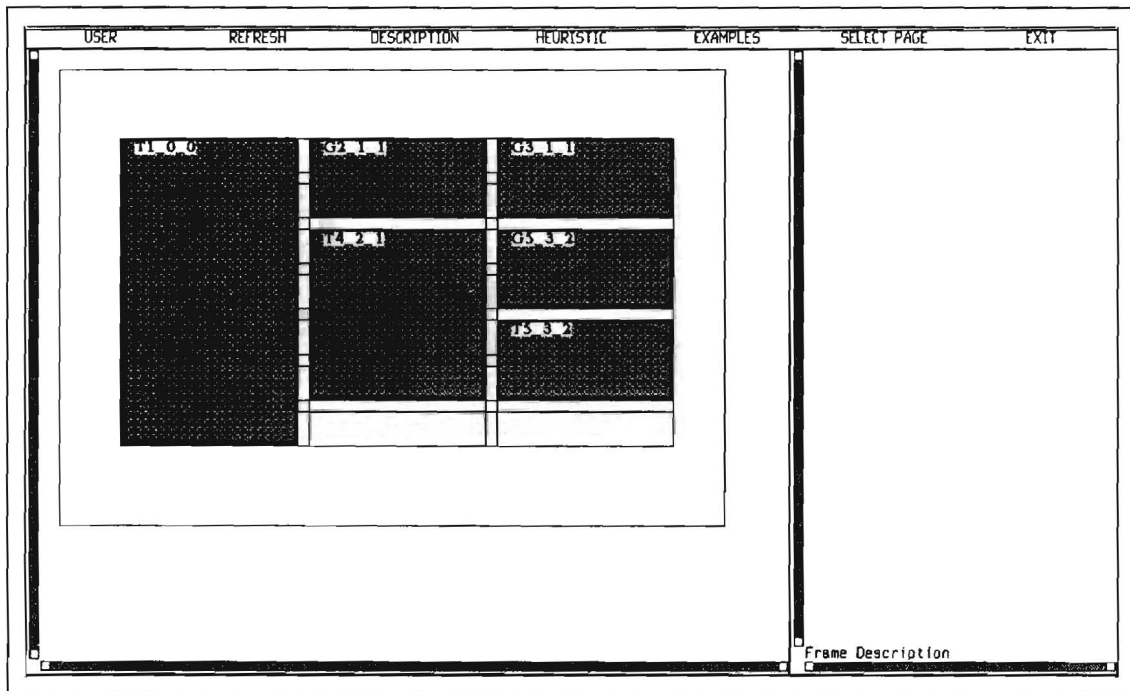 USER REFRESH DESCRIPTION HEURISTIC EXAMPLES SELECT PAGE EXIT
T1_0_0 G2_1_1 G3_1_1
T4_2_1 G5_3_2
T5_3_2
Frame Description